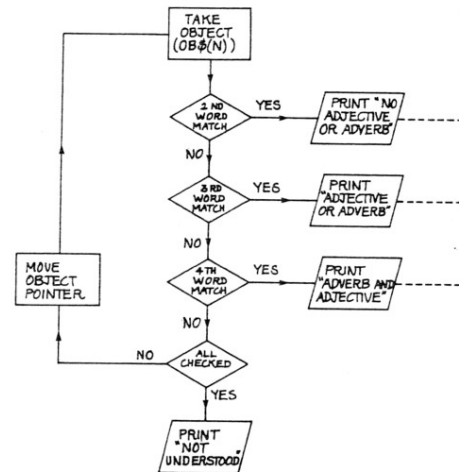 TAKE
OBJECT
(OB$(N))
2ND
WORD
MATCH
YES
PRINT "NO
ADJECTIVE
OR ADVERB"
NO
3RD
WORD
MATCH
YES
PRINT
"ADJECTIVE
OR ADVERB"
NO
4TH
WORD
MATCH
YES
PRINT
"ADVERB AND
ADJECTIVE"
MOVE
OBJECT
POINTER
NO
NO
ALL
CHECKED
YES
PRINT
"NOT
UNDERSTOOD"